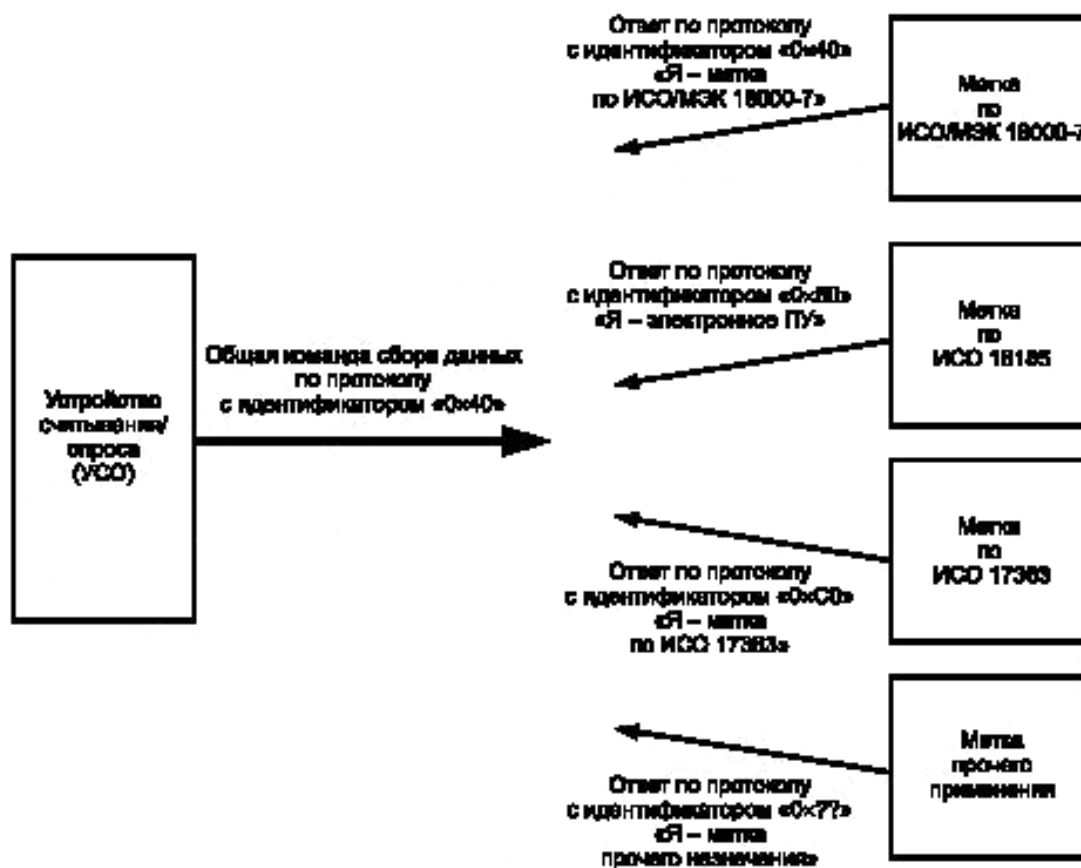 Ответ по протоколу
с идентификатором «0×40»
«Я – метка
по ИСО/МЭК 18000-7»
Метка
по
ИСО/МЭК 18000-7
Устройство
считывания/
опроса
(УСО)
Общая команда сбора данных
по протоколу
с идентификатором «0×40»
Ответ по протоколу
с идентификатором «0×80»
«Я – электронное ПУ»
Метка
по
ИСО 18185
Метка
по
ИСО 17363
Ответ по протоколу
с идентификатором «0×C0»
«Я – метка
по ИСО 17363»
Метка
прочего
применения
Ответ по протоколу
с идентификатором «0×??»
«Я – метка
прочего назначения»